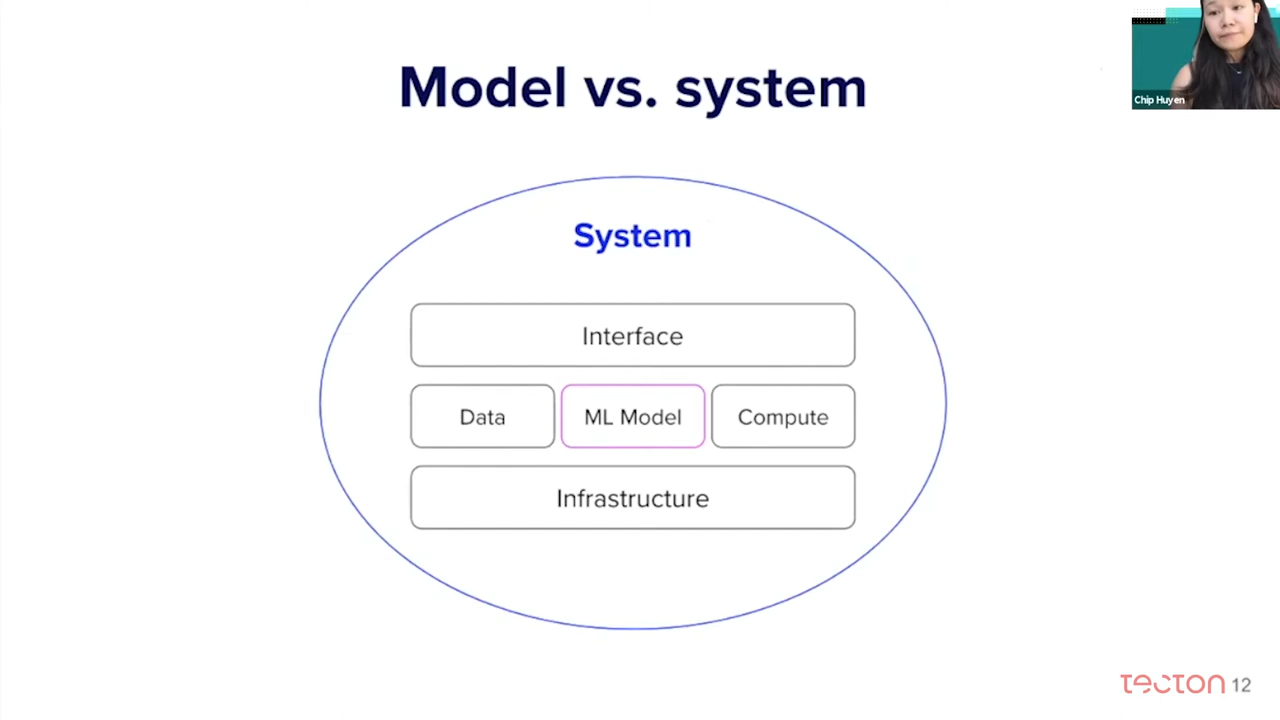 Model vs. system
Chip Huyen
System
Interface
Data
ML Model
Compute
Infrastructure
tecton 12